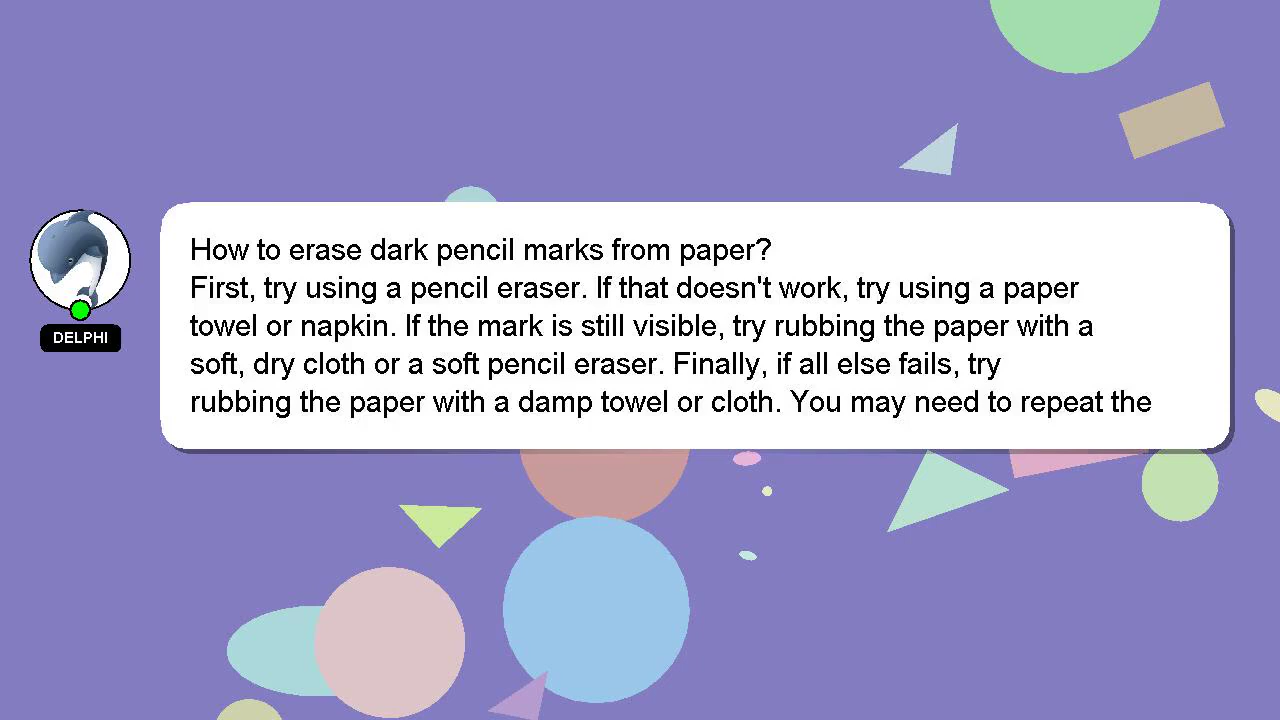 How to erase dark pencil marks from paper?
First, try using a pencil eraser. If that doesn't work, try using a paper
towel or napkin. If the mark is still visible, try rubbing the paper with a
soft, dry cloth or a soft pencil eraser. Finally, if all else fails, try
rubbing the paper with a damp towel or cloth. You may need to repeat the
DELPHI